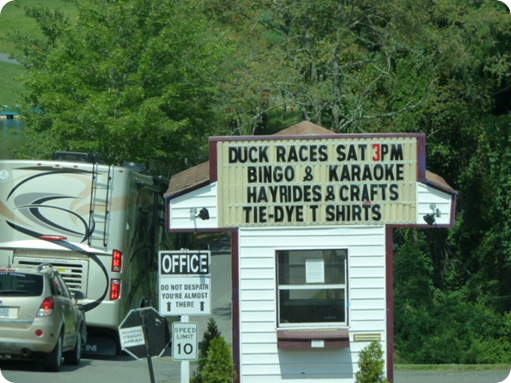 DUCK RACES SAT 3PM
BINGO & KARAOKE
HAYRIDES & CRAFTS
TIE-DYE T SHIRTS
OFFICE
DO NOT DESPAIR
YOU'RE ALMOST
THERE
SPEED
LIMIT
10